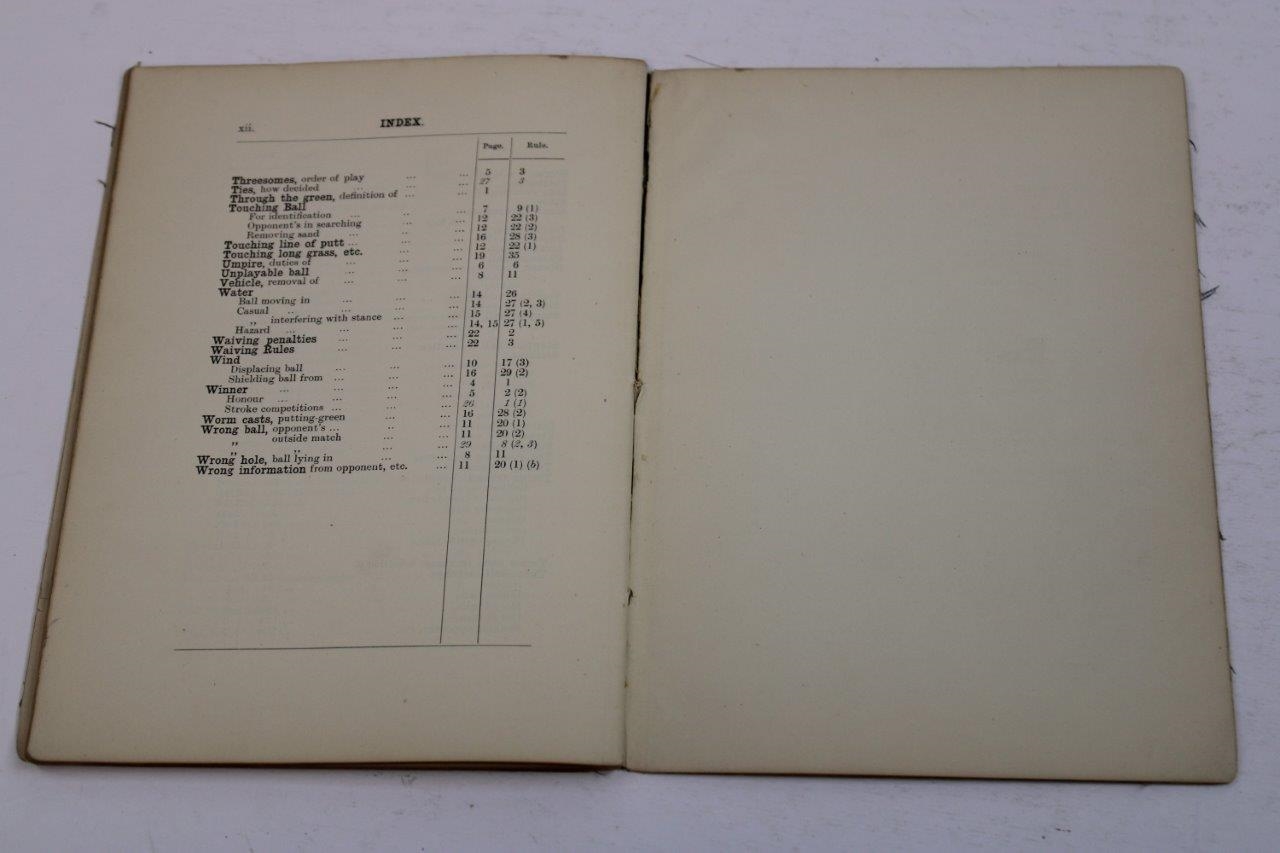 xii. INDEX.
Page. Rule.
Threesomes, order of play ... ... 5 3
Ties, how decided ... ... ... 27 3
Through the green, definition of ... ... 1
Touching Ball
For identification ... .. ... 7 9 (1)
Opponent's in searching ... ... 12 22 (3)
Removing sand ... ... ... 12 22 (2)
Touching line of putt ... ... ... 16 28 (3)
Touching long grass, etc. ... ... 12 22 (1)
Umpire, duties of ... ... ... 19 35
Unplayable ball ... ... ... 6 6
Vehicle, removal of ... ... ... 8 11
Water
Ball moving in ... ... ... 14 26
Casual ... ... ... ... 14 27 (2, 3)
„ interfering with stance ... ... 15 27 (4)
Hazard ... ... ... ... 14, 15 27 (1, 5)
Waiving penalties ... ... ... 22 2
Waiving Rules ... ... ... 22 3
Wind
Displacing ball ... ... ... 10 17 (3)
Shielding ball from ... ... ... 16 29 (2)
Winner ... ... ... ... 4 1
Honour ... ... ... ... 5 2 (2)
Stroke competitions ... ... ... 26 1 (1)
Worm casts, putting-green ... ... 16 28 (2)
Wrong ball, opponent's ... .. ... 11 20 (1)
„ outside match ... ... 11 20 (2)
„ „ ... ... 29 8 (2, 3)
Wrong hole, ball lying in ... ... ... 8 11
Wrong information from opponent, etc. ... 11 20 (1) (b)